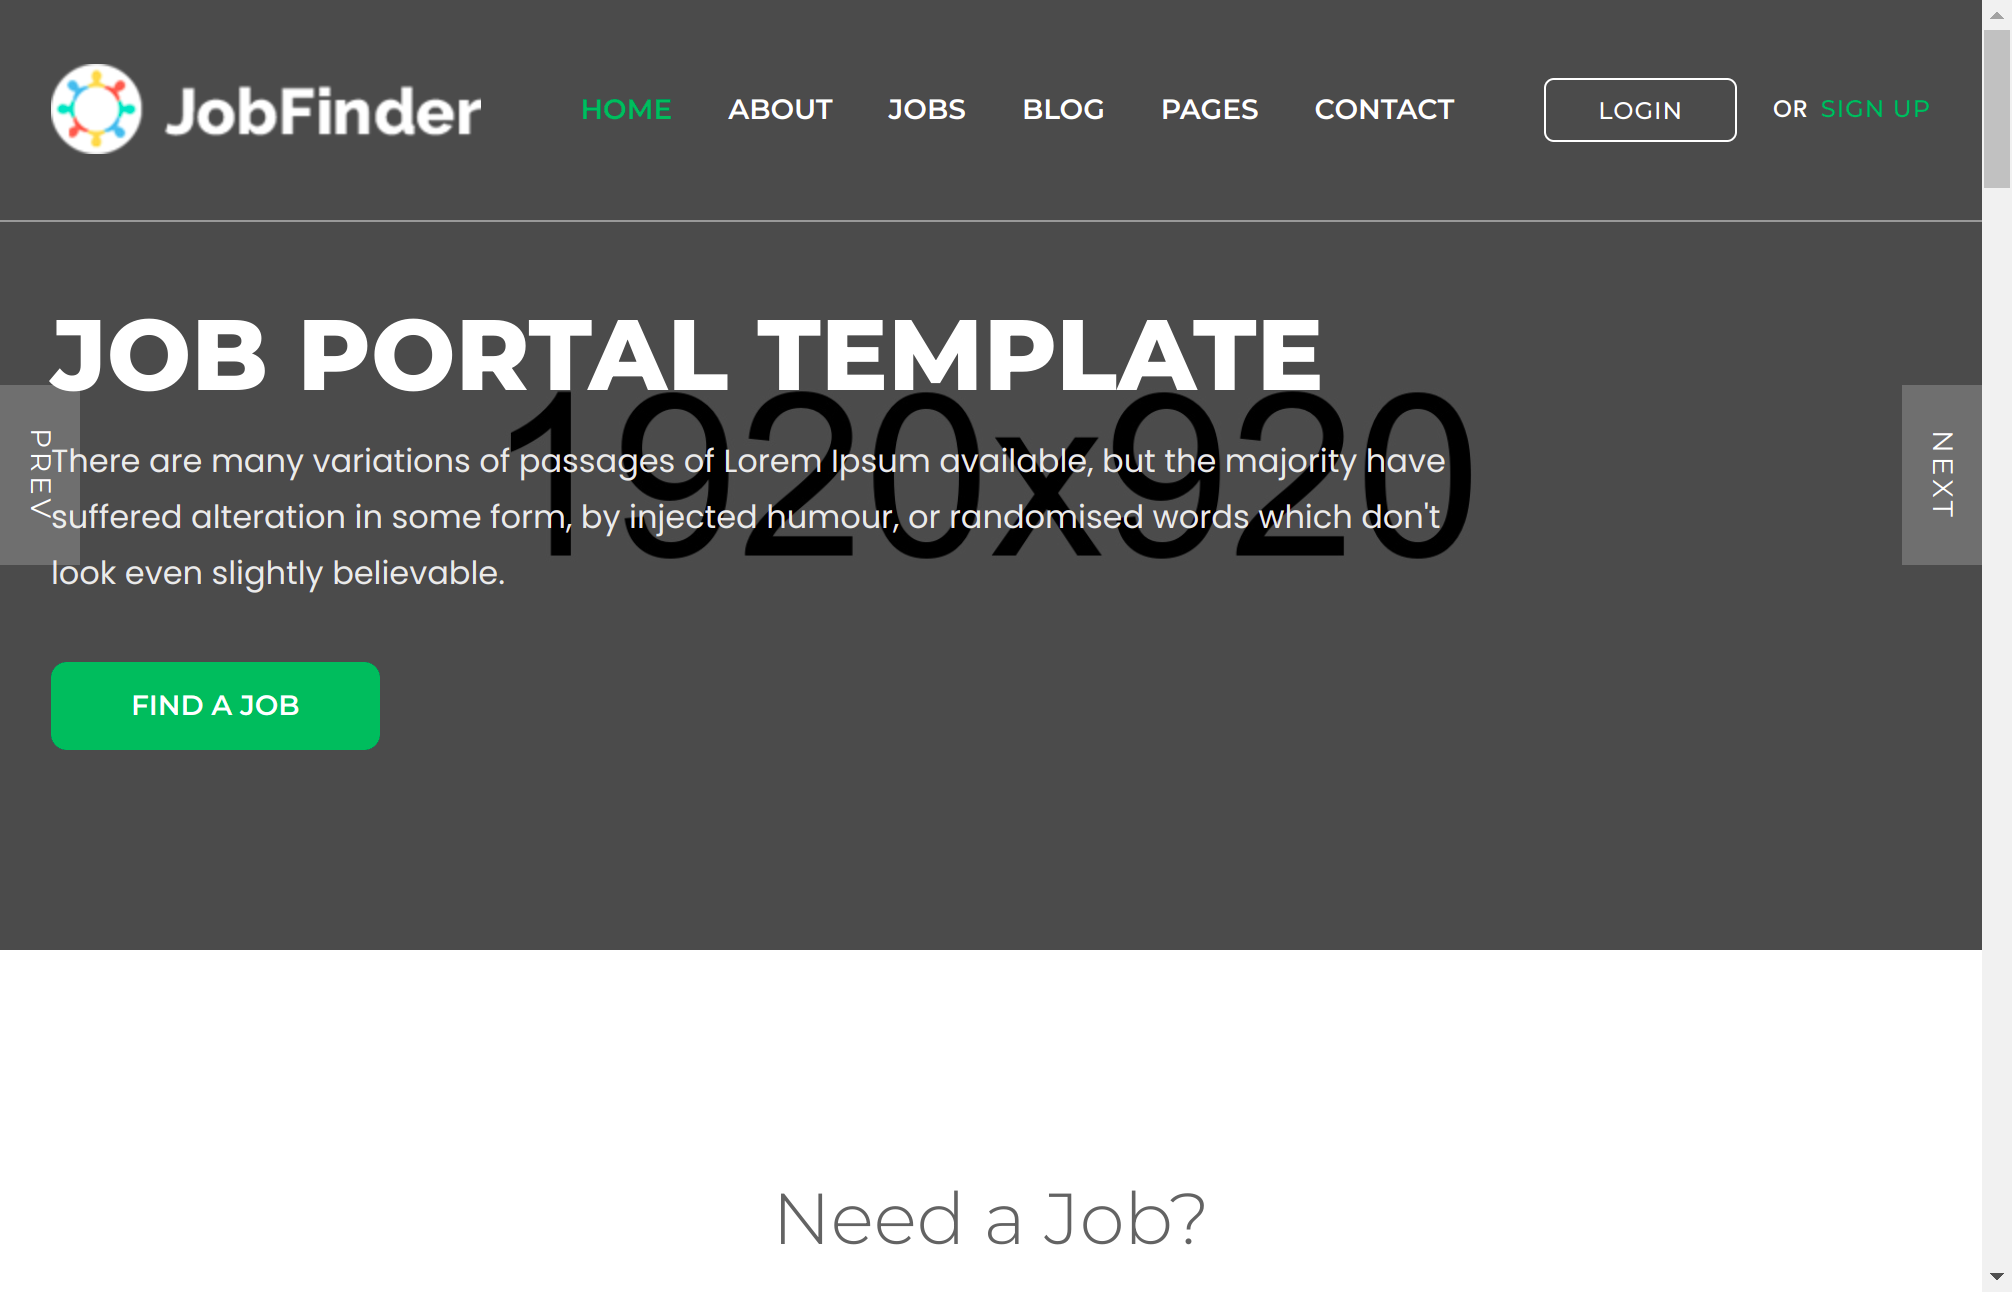 JobFinder
HOME ABOUT JOBS BLOG PAGES CONTACT
LOGIN OR SIGN UP
JOB PORTAL TEMPLATE
1920x920
PREV
There are many variations of passages of Lorem Ipsum available, but the majority have
suffered alteration in some form, by injected humour, or randomised words which don't
look even slightly believable.
NEXT
FIND A JOB
Need a Job?